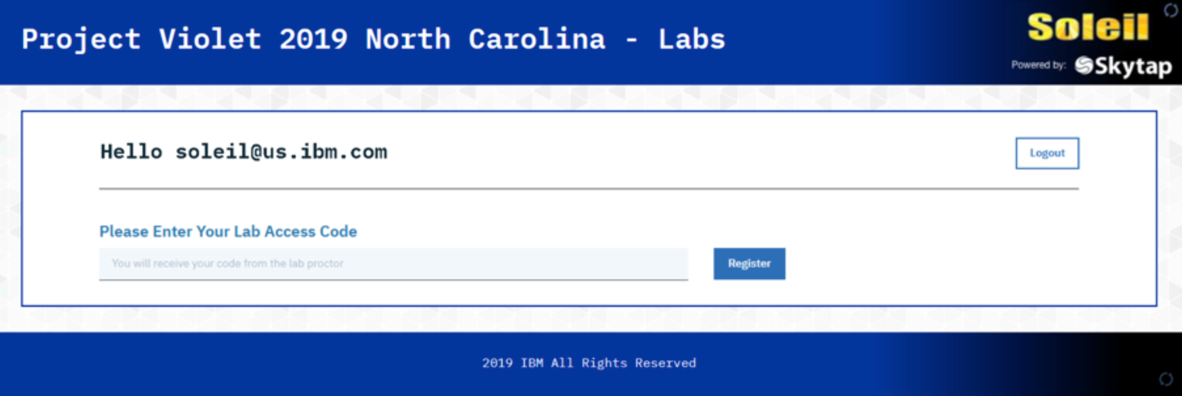 Project Violet 2019 North Carolina - Labs
Soleil
Powered by: Skytap
Hello soleil@us.ibm.com
Logout
Please Enter Your Lab Access Code
You will receive your code from the lab proctor
Register
2019 IBM All Rights Reserved